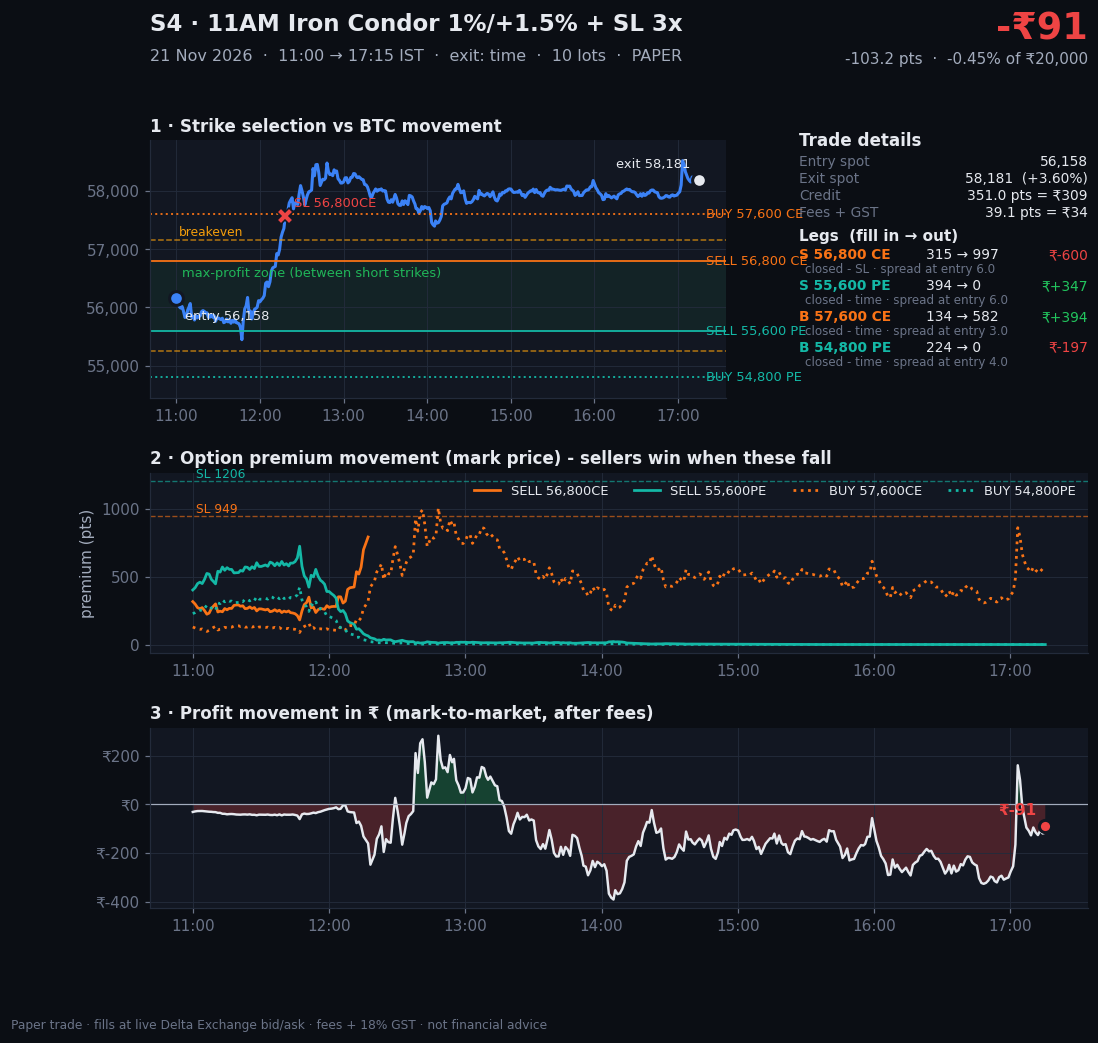 S4 · 11AM Iron Condor 1%/+1.5% + SL 3x
-₹91
21 Nov 2026 · 11:00 → 17:15 IST · exit: time · 10 lots · PAPER
-103.2 pts · -0.45% of ₹20,000
1 · Strike selection vs BTC movement
58,000
57,000
56,000
55,000
11:00 12:00 13:00 14:00 15:00 16:00 17:00
exit 58,181
SL 56,800CE
breakeven
max-profit zone (between short strikes)
entry 56,158
BUY 57,600 CE
SELL 56,800 CE
SELL 55,600 PE
BUY 54,800 PE
Trade details
Entry spot 56,158
Exit spot 58,181 (+3.60%)
Credit 351.0 pts = ₹309
Fees + GST 39.1 pts = ₹34
Legs (fill in → out)
S 56,800 CE 315 → 997 ₹-600
closed - SL · spread at entry 6.0
S 55,600 PE 394 → 0 ₹+347
closed - time · spread at entry 6.0
B 57,600 CE 134 → 582 ₹+394
closed - time · spread at entry 3.0
B 54,800 PE 224 → 0 ₹-197
closed - time · spread at entry 4.0
2 · Option premium movement (mark price) - sellers win when these fall
premium (pts)
1000
500
0
SL 1206
SL 949
SELL 56,800CE SELL 55,600PE BUY 57,600CE BUY 54,800PE
11:00 12:00 13:00 14:00 15:00 16:00 17:00
3 · Profit movement in ₹ (mark-to-market, after fees)
₹200
₹0
₹-200
₹-400
₹-91
11:00 12:00 13:00 14:00 15:00 16:00 17:00
Paper trade · fills at live Delta Exchange bid/ask · fees + 18% GST · not financial advice